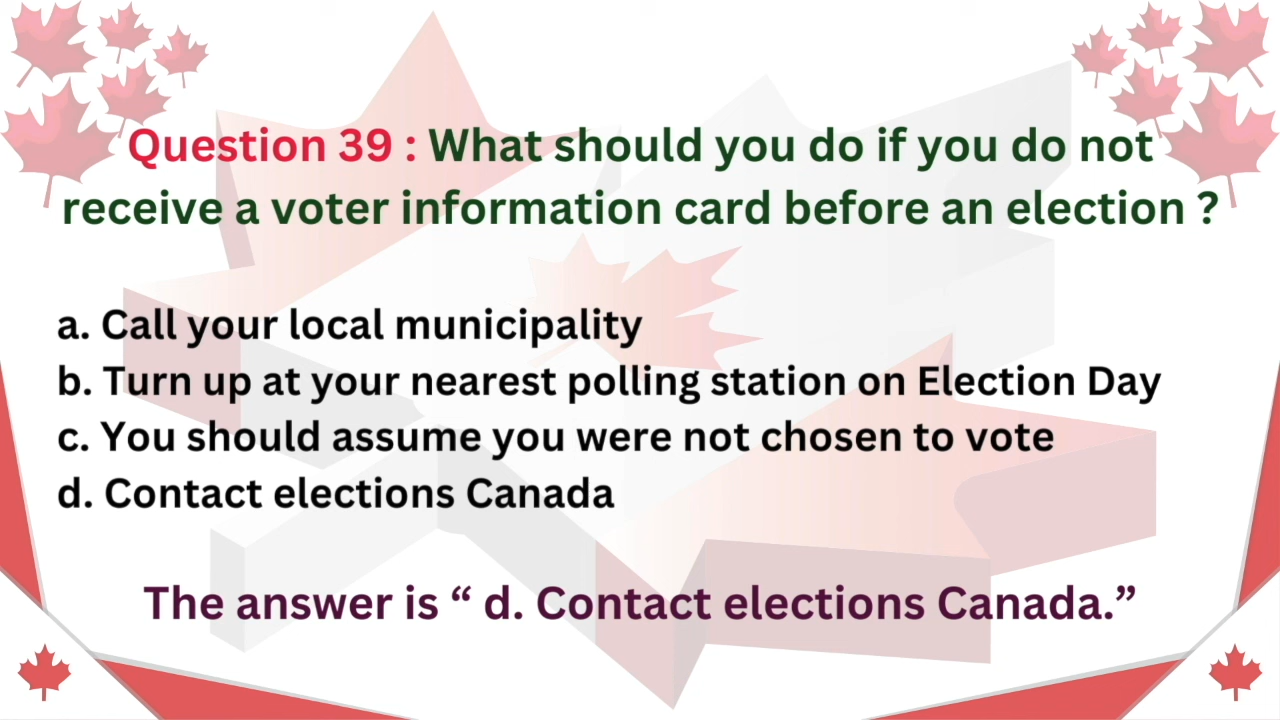 Question 39 : What should you do if you do not
receive a voter information card before an election ?
a. Call your local municipality
b. Turn up at your nearest polling station on Election Day
c. You should assume you were not chosen to vote
d. Contact elections Canada
The answer is “ d. Contact elections Canada.”